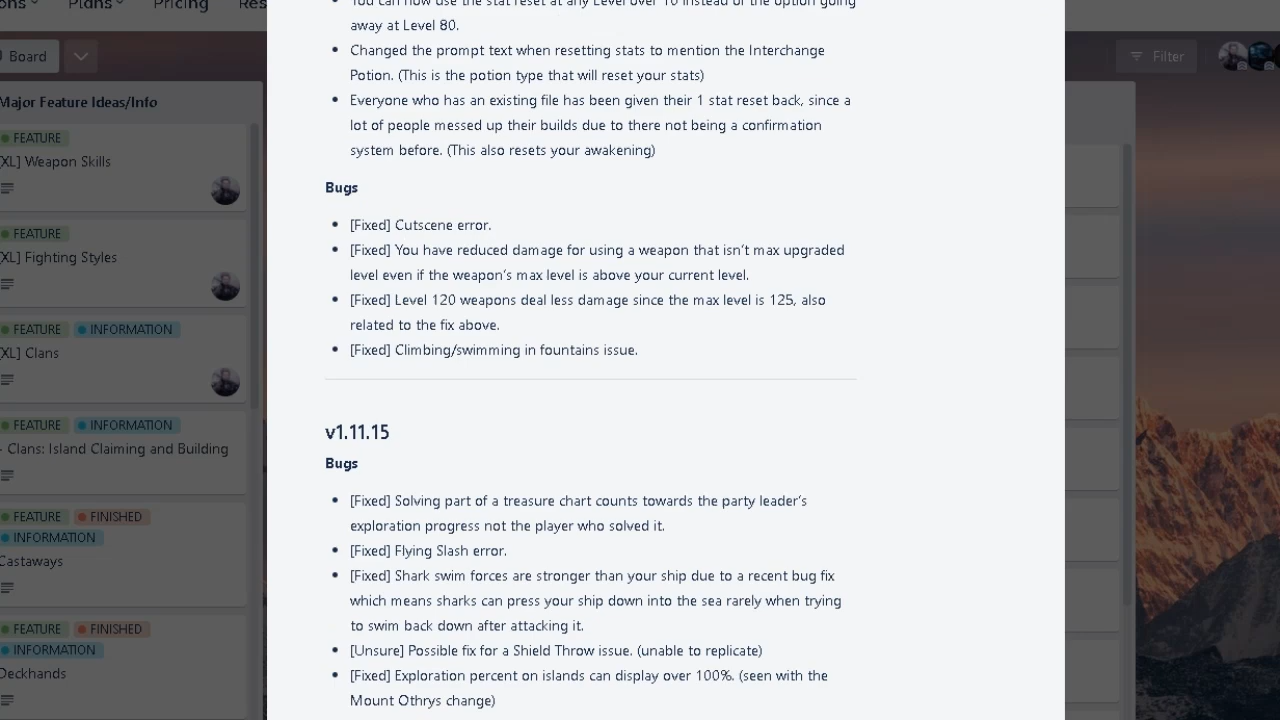 Plans
Pricing
Board
Filter
Major Feature Ideas/Info
FEATURE
[XL] Weapon Skills
FEATURE
[XL] Fighting Styles
FEATURE INFORMATION
[XL] Clans
FEATURE INFORMATION
- Clans: Island Claiming and Building
FEATURE FINISHED
INFORMATION
Castaways
FEATURE FINISHED
INFORMATION
Deckhands
You can now use the stat reset at any Level over 10 instead of the option going
away at Level 80.
Changed the prompt text when resetting stats to mention the Interchange
Potion. (This is the potion type that will reset your stats)
Everyone who has an existing file has been given their 1 stat reset back, since a
lot of people messed up their builds due to there not being a confirmation
system before. (This also resets your awakening)
Bugs
[Fixed] Cutscene error.
[Fixed] You have reduced damage for using a weapon that isn't max upgraded
level even if the weapon's max level is above your current level.
[Fixed] Level 120 weapons deal less damage since the max level is 125, also
related to the fix above.
[Fixed] Climbing/swimming in fountains issue.
v1.11.15
Bugs
[Fixed] Solving part of a treasure chart counts towards the party leader's
exploration progress not the player who solved it.
[Fixed] Flying Slash error.
[Fixed] Shark swim forces are stronger than your ship due to a recent bug fix
which means sharks can press your ship down into the sea rarely when trying
to swim back down after attacking it.
[Unsure] Possible fix for a Shield Throw issue. (unable to replicate)
[Fixed] Exploration percent on islands can display over 100%. (seen with the
Mount Othrys change)